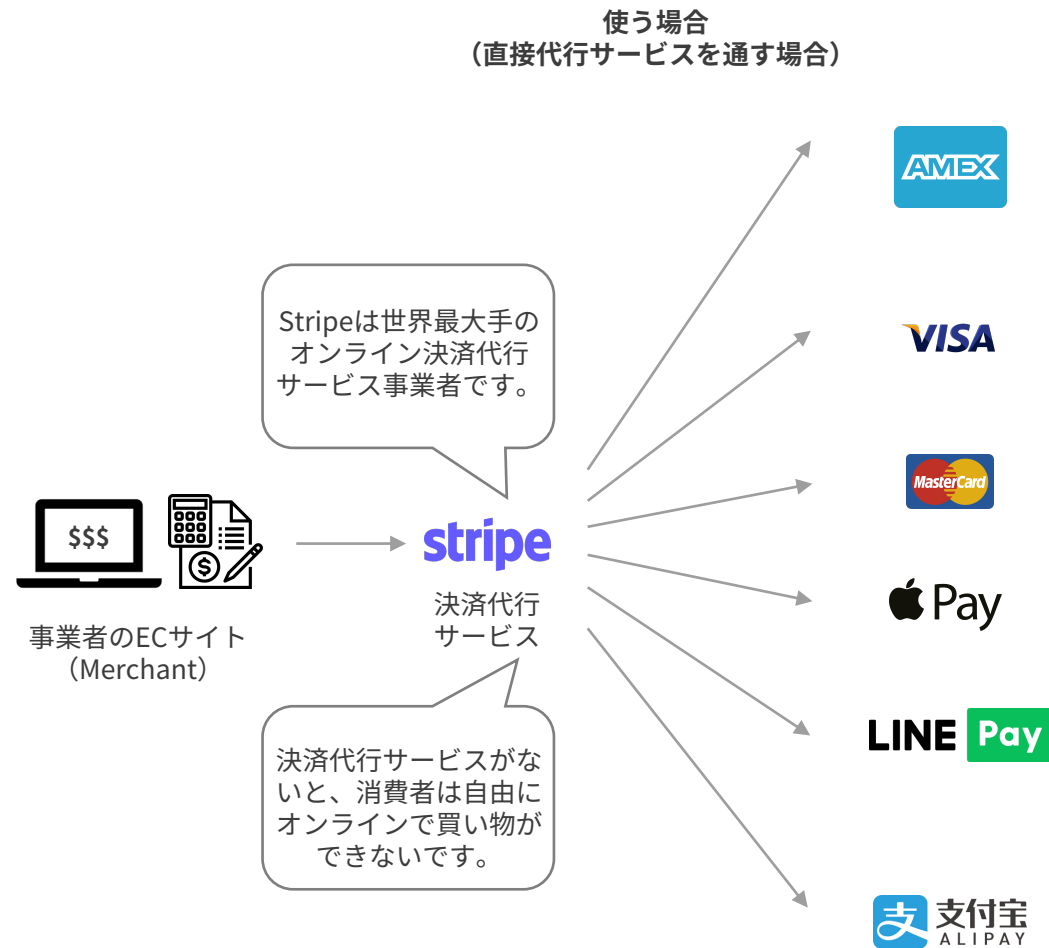 使う場合
（直接代行サービスを通す場合）
AMEX
Stripeは世界最大手の
オンライン決済代行
サービス事業者です。
VISA
MasterCard
$$$
$
stripe
決済代行
サービス
事業者のECサイト
（Merchant）
Pay
LINE Pay
決済代行サービスがな
いと、消費者は自由に
オンラインで買い物が
できないです。
支 支付宝
ALIPAY